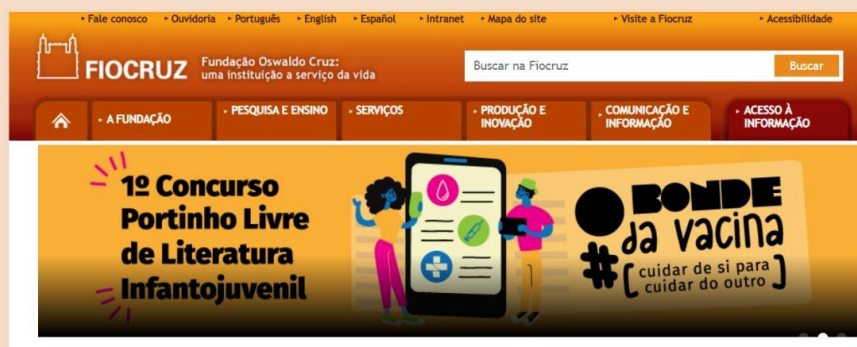 Fale conosco Ouvidoria Português English Español Intranet Mapa do site Visite a Fiocruz Acessibilidade
FIOCRUZ
Fundação Oswaldo Cruz:
uma instituição a serviço da vida
Buscar na Fiocruz Buscar
A FUNDAÇÃO
PESQUISA E ENSINO
SERVIÇOS
PRODUÇÃO E
INOVAÇÃO
COMUNICAÇÃO E
INFORMAÇÃO
ACESSO À
INFORMAÇÃO
1º Concurso
Portinho Livre
de Literatura
Infantojuvenil
O BONDE
#da vacina
[cuidar de si para
cuidar do outro]